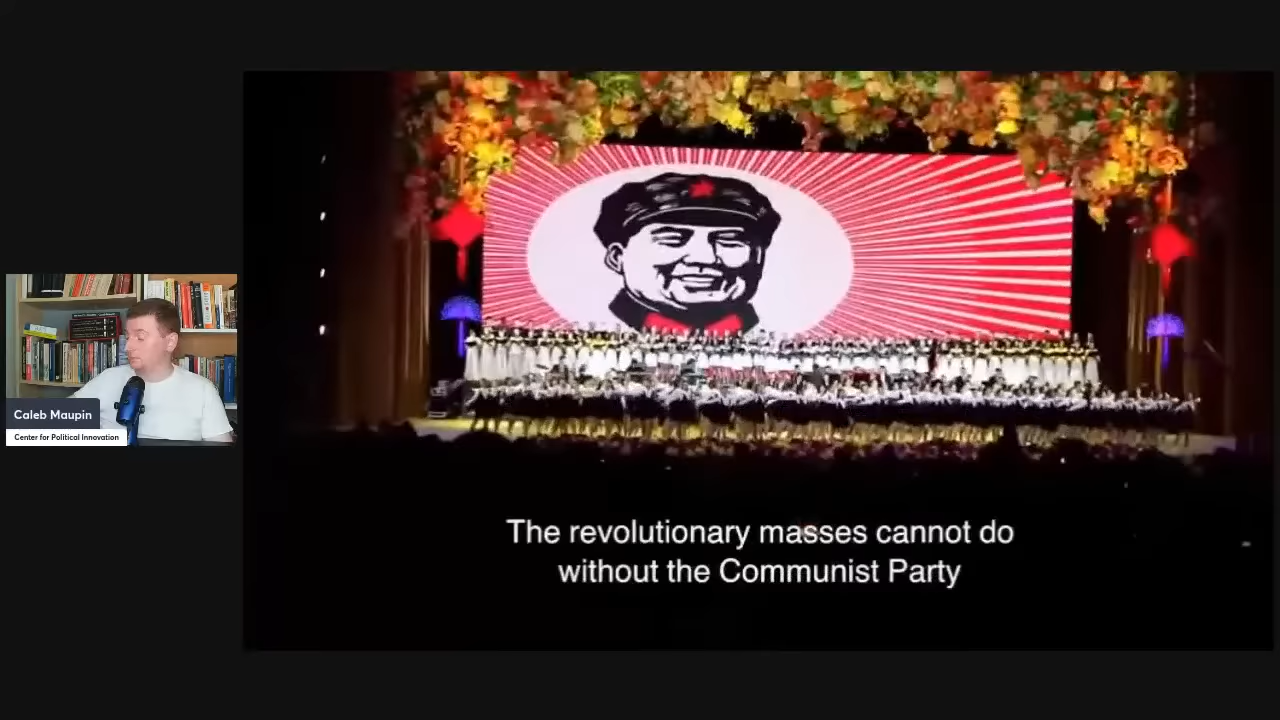 Caleb Maupin
Center for Political Innovation
The revolutionary masses cannot do
without the Communist Party